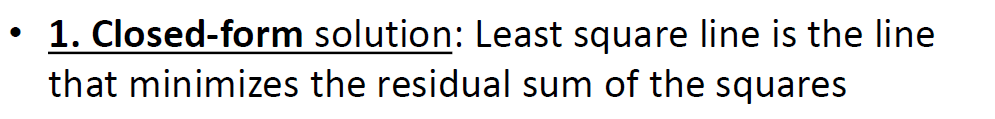 • 1. Closed-form solution: Least square line is the line
that minimizes the residual sum of the squares